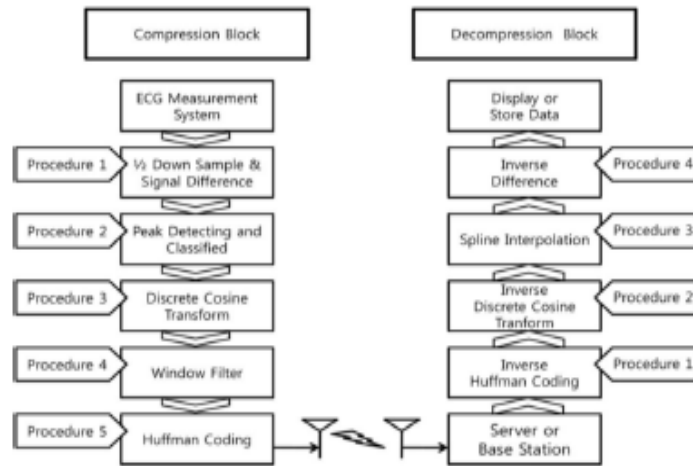 Compression Block
ECG Measurement
System
Procedure 1
½ Down Sample &
Signal Difference
Procedure 2
Peak Detecting and
Classified
Procedure 3
Discrete Cosine
Transform
Procedure 4
Window Filter
Procedure 5
Huffman Coding
Decompression Block
Display or
Store Data
Inverse
Difference
Procedure 4
Spline Interpolation
Procedure 3
Inverse
Discrete Cosine
Tranform
Procedure 2
Inverse
Huffman Coding
Procedure 1
Server or
Base Station